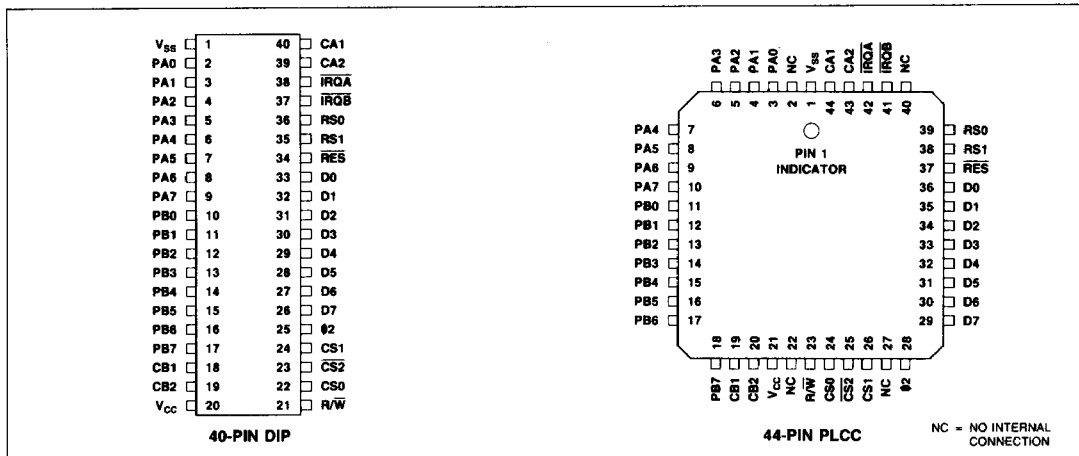 VSS 1 40 CA1
PA0 2 39 CA2
PA1 3 38 IRQA
PA2 4 37 IRQB
PA3 5 36 RS0
PA4 6 35 RS1
PA5 7 34 RES
PA6 8 33 D0
PA7 9 32 D1
PB0 10 31 D2
PB1 11 30 D3
PB2 12 29 D4
PB3 13 28 D5
PB4 14 27 D6
PB5 15 26 D7
PB6 16 25 ϕ2
PB7 17 24 CS1
CB1 18 23 CS2
CB2 19 22 CS0
VCC 20 21 R/W
40-PIN DIP
PA3 PA2 PA1 PA0 NC VSS CA1 CA2 IRQA IRQB NC
6 5 4 3 2 1 44 43 42 41 40
PA4 7 39 RS0
PA5 8 38 RS1
PA6 9 37 RES
PA7 10 36 D0
PB0 11 35 D1
PB1 12 34 D2
PB2 13 33 D3
PB3 14 32 D4
PB4 15 31 D5
PB5 16 30 D6
PB6 17 29 D7
PIN 1
INDICATOR
18 19 20 21 22 23 24 25 26 27 28
PB7 CB1 CB2 VCC NC R/W CS0 CS2 CS1 NC ϕ2
44-PIN PLCC
NC = NO INTERNAL
CONNECTION